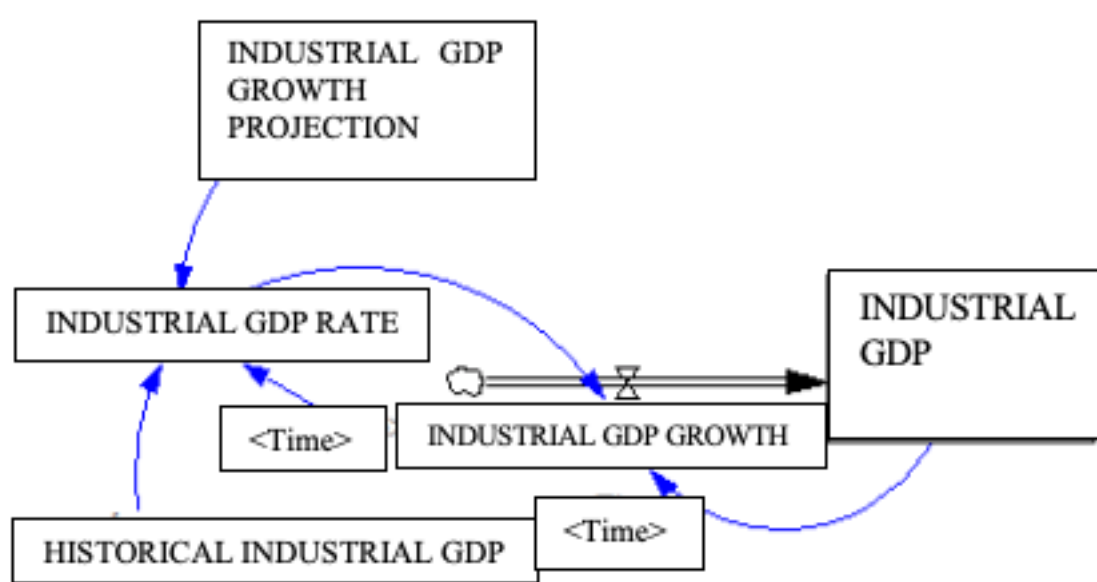 INDUSTRIAL GDP
GROWTH
PROJECTION
INDUSTRIAL GDP RATE
INDUSTRIAL
GDP
<Time>
INDUSTRIAL GDP GROWTH
<Time>
HISTORICAL INDUSTRIAL GDP